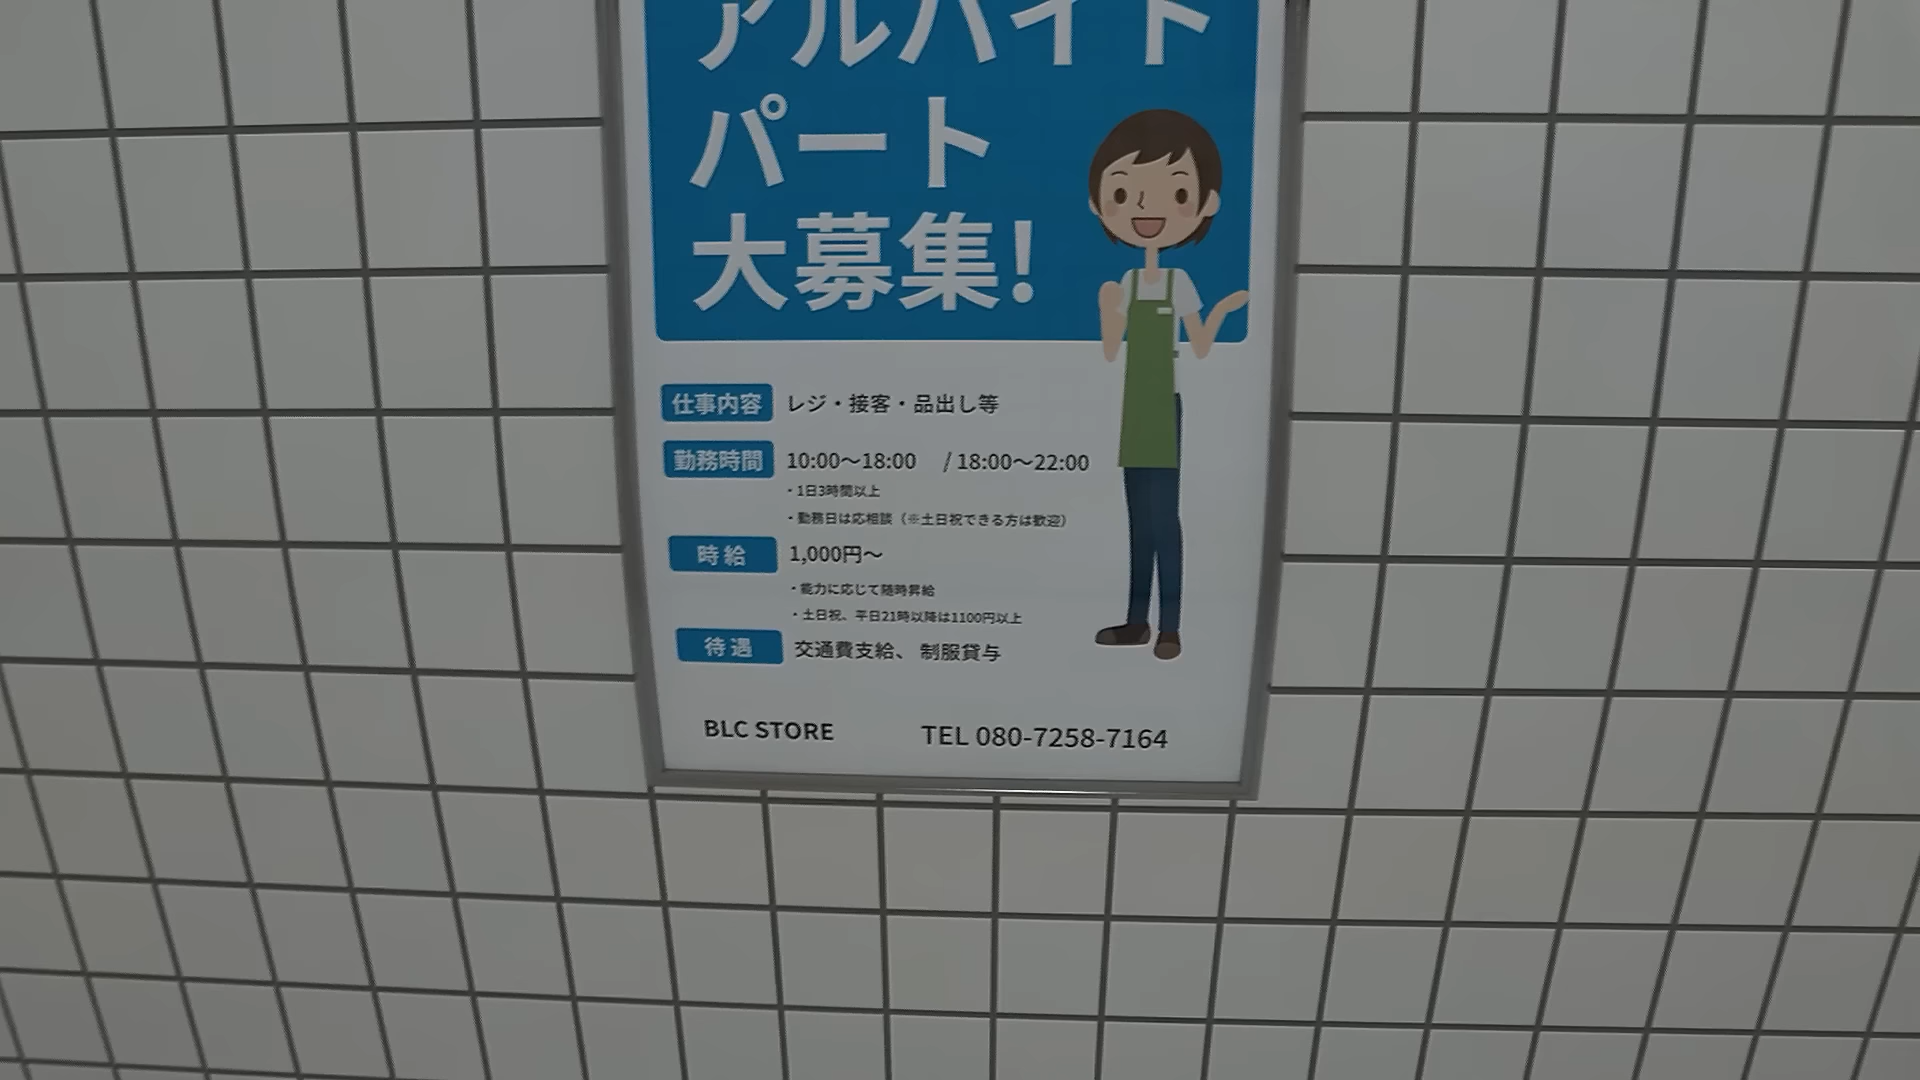 アルバイト
パート
大募集!
仕事内容 レジ・接客・品出し等
勤務時間 10:00～18:00 / 18:00～22:00
・1日3時間以上
・勤務日は応相談（※土日祝できる方は歓迎）
時給 1,000円～
・能力に応じて随時昇給
・土日祝、平日21時以降は1100円以上
待遇 交通費支給、 制服貸与
BLC STORE TEL 080-7258-7164